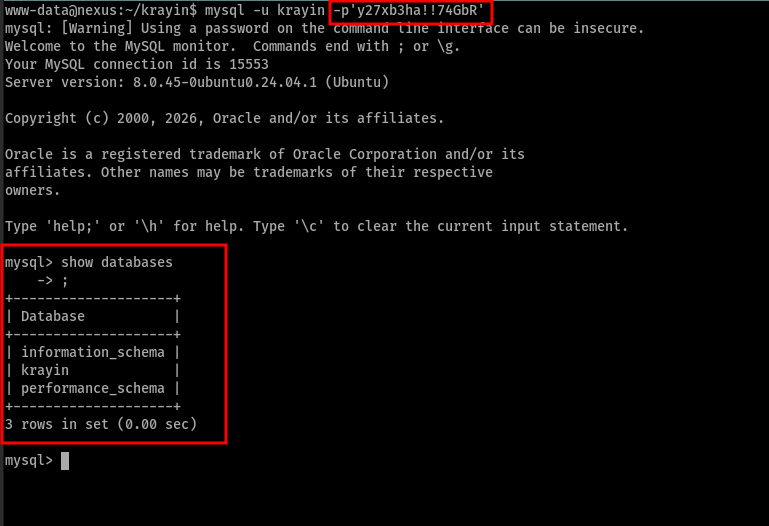 www-data@nexus:~/krayin$ mysql -u krayin -p'y27xb3ha!!74GbR'
mysql: [Warning] Using a password on the command line interface can be insecure.
Welcome to the MySQL monitor.  Commands end with ; or \g.
Your MySQL connection id is 15553
Server version: 8.0.45-0ubuntu0.24.04.1 (Ubuntu)

Copyright (c) 2000, 2026, Oracle and/or its affiliates.

Oracle is a registered trademark of Oracle Corporation and/or its
affiliates. Other names may be trademarks of their respective
owners.

Type 'help;' or '\h' for help. Type '\c' to clear the current input statement.

mysql> show databases
    -> ;
+--------------------+
| Database           |
+--------------------+
| information_schema |
| krayin             |
| performance_schema |
+--------------------+
3 rows in set (0.00 sec)

mysql>